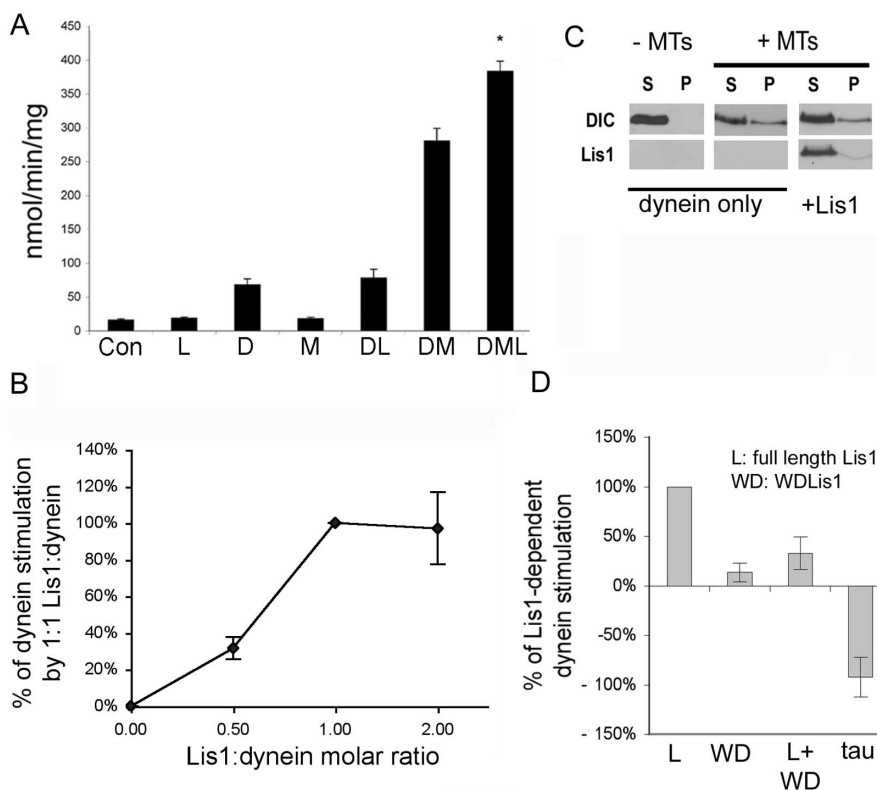 A
nmol/min/mg
450
400
350
300
250
200
150
100
50
0
*
Con L D M DL DM DML
B
% of dynein stimulation
by 1:1 Lis1:dynein
140%
120%
100%
80%
60%
40%
20%
0%
0.00 0.50 1.00 2.00
Lis1:dynein molar ratio
C
- MTs + MTs
S P S P S P
DIC
Lis1
dynein only +Lis1
D
% of Lis1-dependent
dynein stimulation
150%
100%
50%
0%
-50%
- 100%
- 150%
L: full length Lis1
WD: WDLis1
L WD L+ tau
WD